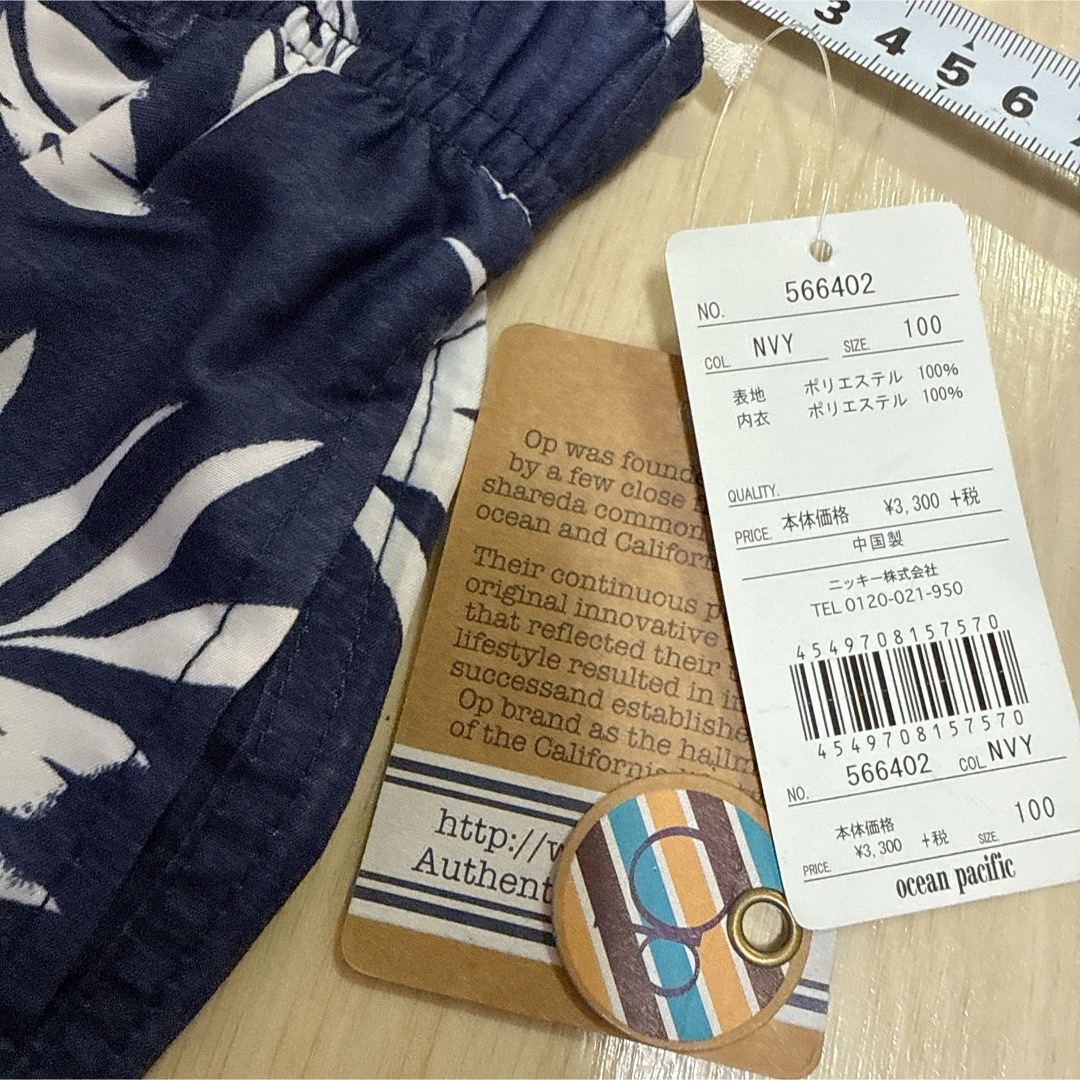 3 4 5 6
NO. 566402
COL. NVY SIZE. 100
表地 ポリエステル 100%
内衣 ポリエステル 100%
QUALITY.
PRICE. 本体価格 ¥3,300 +税
中国製
ニッキー株式会社
TEL 0120-021-950
4549708157570
4549708157570
NO. 566402 COL NVY
本体価格
PRICE. ¥3,300 +税 SIZE. 100
ocean pacific
Op was found
by a few close
shareda common
ocean and Californ
Their continuous
original innovative
that reflected their
lifestyle resulted in
successand establishe
Op brand as the hallm
of the California
http://w
Authent
op